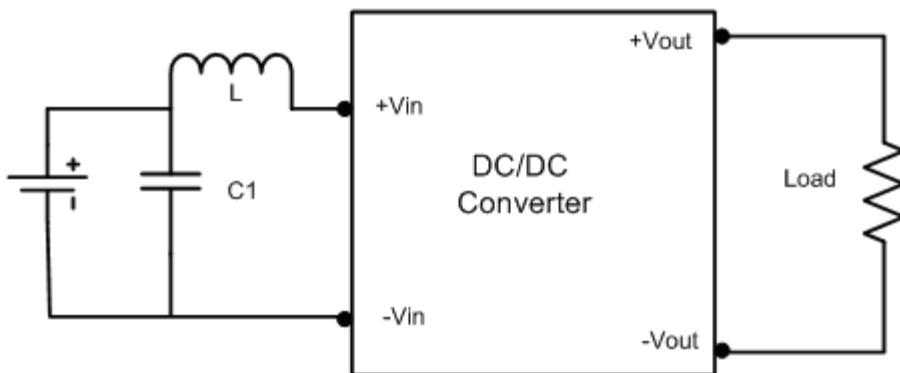 +Vout
L
+Vin
+
DC/DC
Converter
C1
Load
-Vin
-Vout